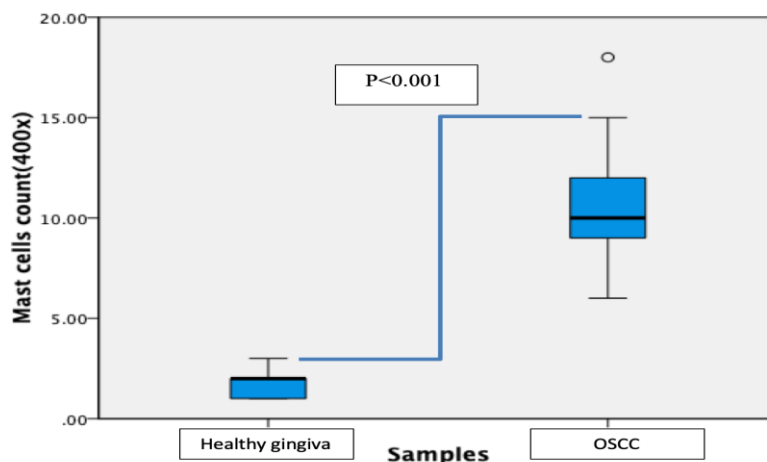 20.00
P<0.001
15.00
Mast cells count(400x)
10.00
5.00
.00
Healthy gingiva
OSCC
Samples